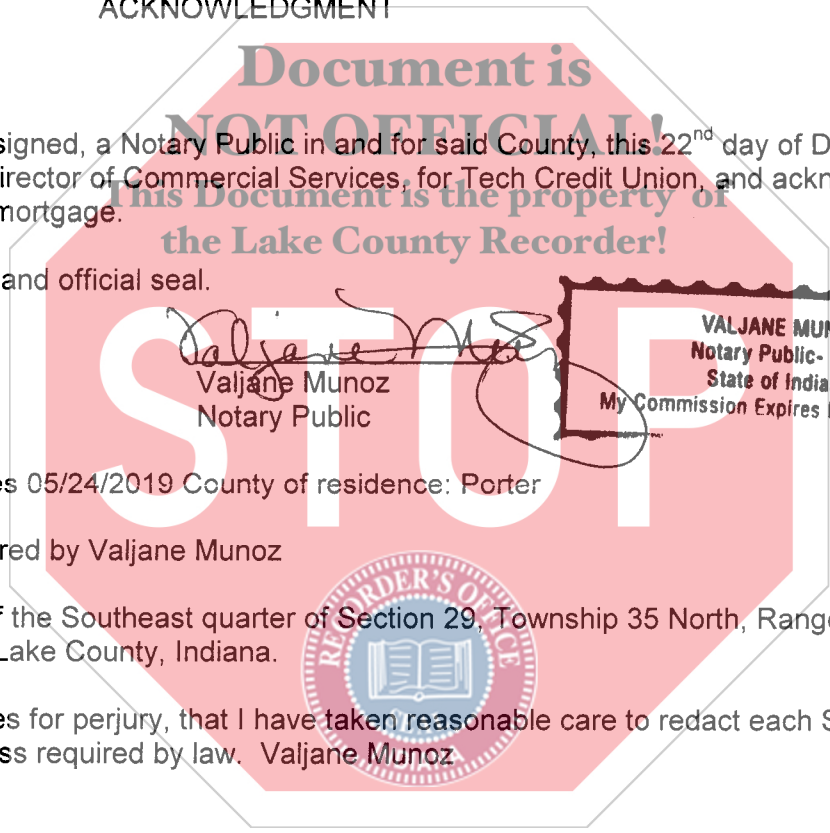 ACKNOWLEDGMENT
Document is
NOT OFFICIAL!
signed, a Notary Public in and for said County, this 22nd day of D
irector of Commercial Services, for Tech Credit Union, and ackn
This Document is the property of
mortgage.
the Lake County Recorder!
and official seal.
Valjane Munoz
VALJANE MUN
Notary Public-
State of India
My Commission Expires
Valjane Munoz
Notary Public
STOP
es 05/24/2019 County of residence: Porter
red by Valjane Munoz
RECORDER'S OFFICE
f the Southeast quarter of Section 29, Township 35 North, Range
Lake County, Indiana.
es for perjury, that I have taken reasonable care to redact each S
ss required by law. Valjane Munoz
INDIANA